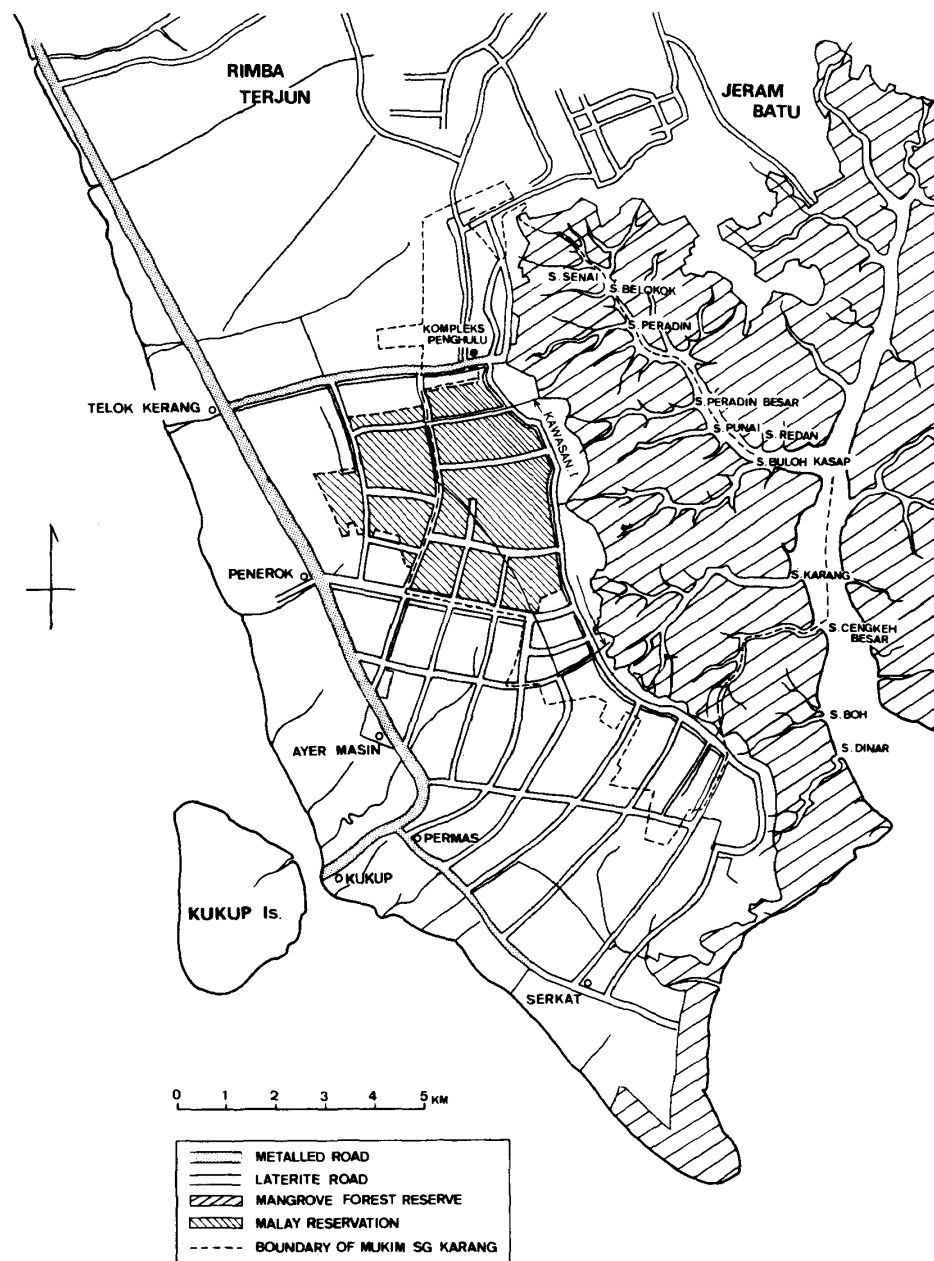 RIMBA
TERJUN
JERAM
BATU
S. SENAI
S. BELOKOK
S. PERADIN
KOMPLEKS
PENGHULU
TELOK KERANG
S. PERADIN BESAR
KAWASAN I
S. PUNAI
S. REDAN
S. BULOH KASAP
PENEROK
S. KARANG
S. CENGKEH
BESAR
S. BOH
AYER MASIN
S. DINAR
PERMAS
KUKUP
KUKUP Is.
SERKAT
0 1 2 3 4 5 KM
METALLED ROAD
LATERITE ROAD
MANGROVE FOREST RESERVE
MALAY RESERVATION
BOUNDARY OF MUKIM SG KARANG